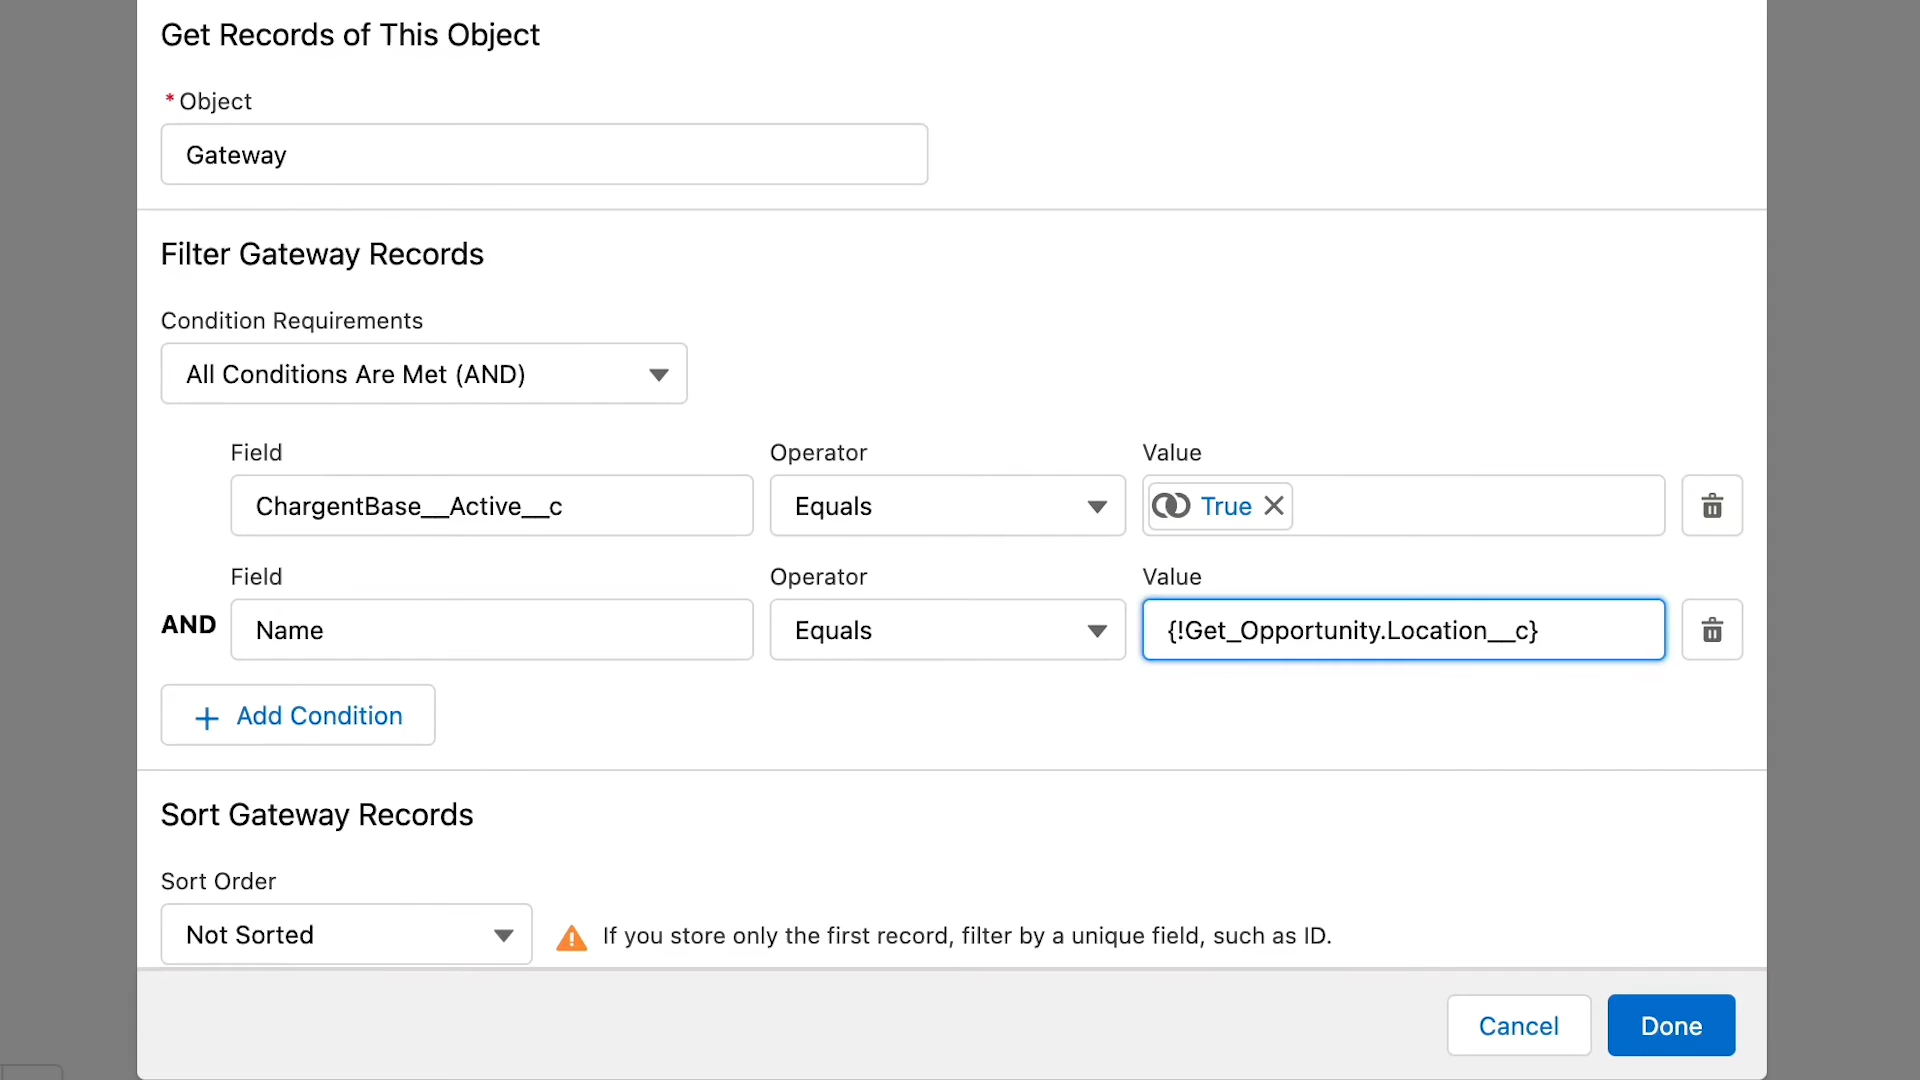 Get Records of This Object
* Object
Gateway
Filter Gateway Records
Condition Requirements
All Conditions Are Met (AND)
Field Operator Value
ChargentBase__Active__c Equals True
Field Operator Value
AND Name Equals {!Get_Opportunity.Location__c}
+ Add Condition
Sort Gateway Records
Sort Order
Not Sorted If you store only the first record, filter by a unique field, such as ID.
Cancel Done